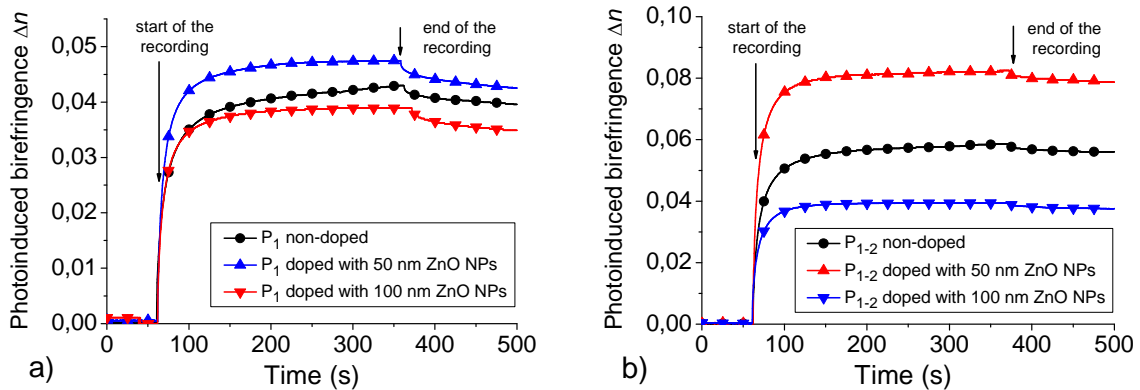 Photoinduced birefringence Δn
0,05
0,04
0,03
0,02
0,01
0,00
start of the
recording
end of the
recording
P1 non-doped
P1 doped with 50 nm ZnO NPs
P1 doped with 100 nm ZnO NPs
0 100 200 300 400 500
Time (s)
a)
Photoinduced birefringence Δn
0,10
0,08
0,06
0,04
0,02
0,00
start of the
recording
end of the
recording
P1-2 non-doped
P1-2 doped with 50 nm ZnO NPs
P1-2 doped with 100 nm ZnO NPs
0 100 200 300 400 500
Time (s)
b)